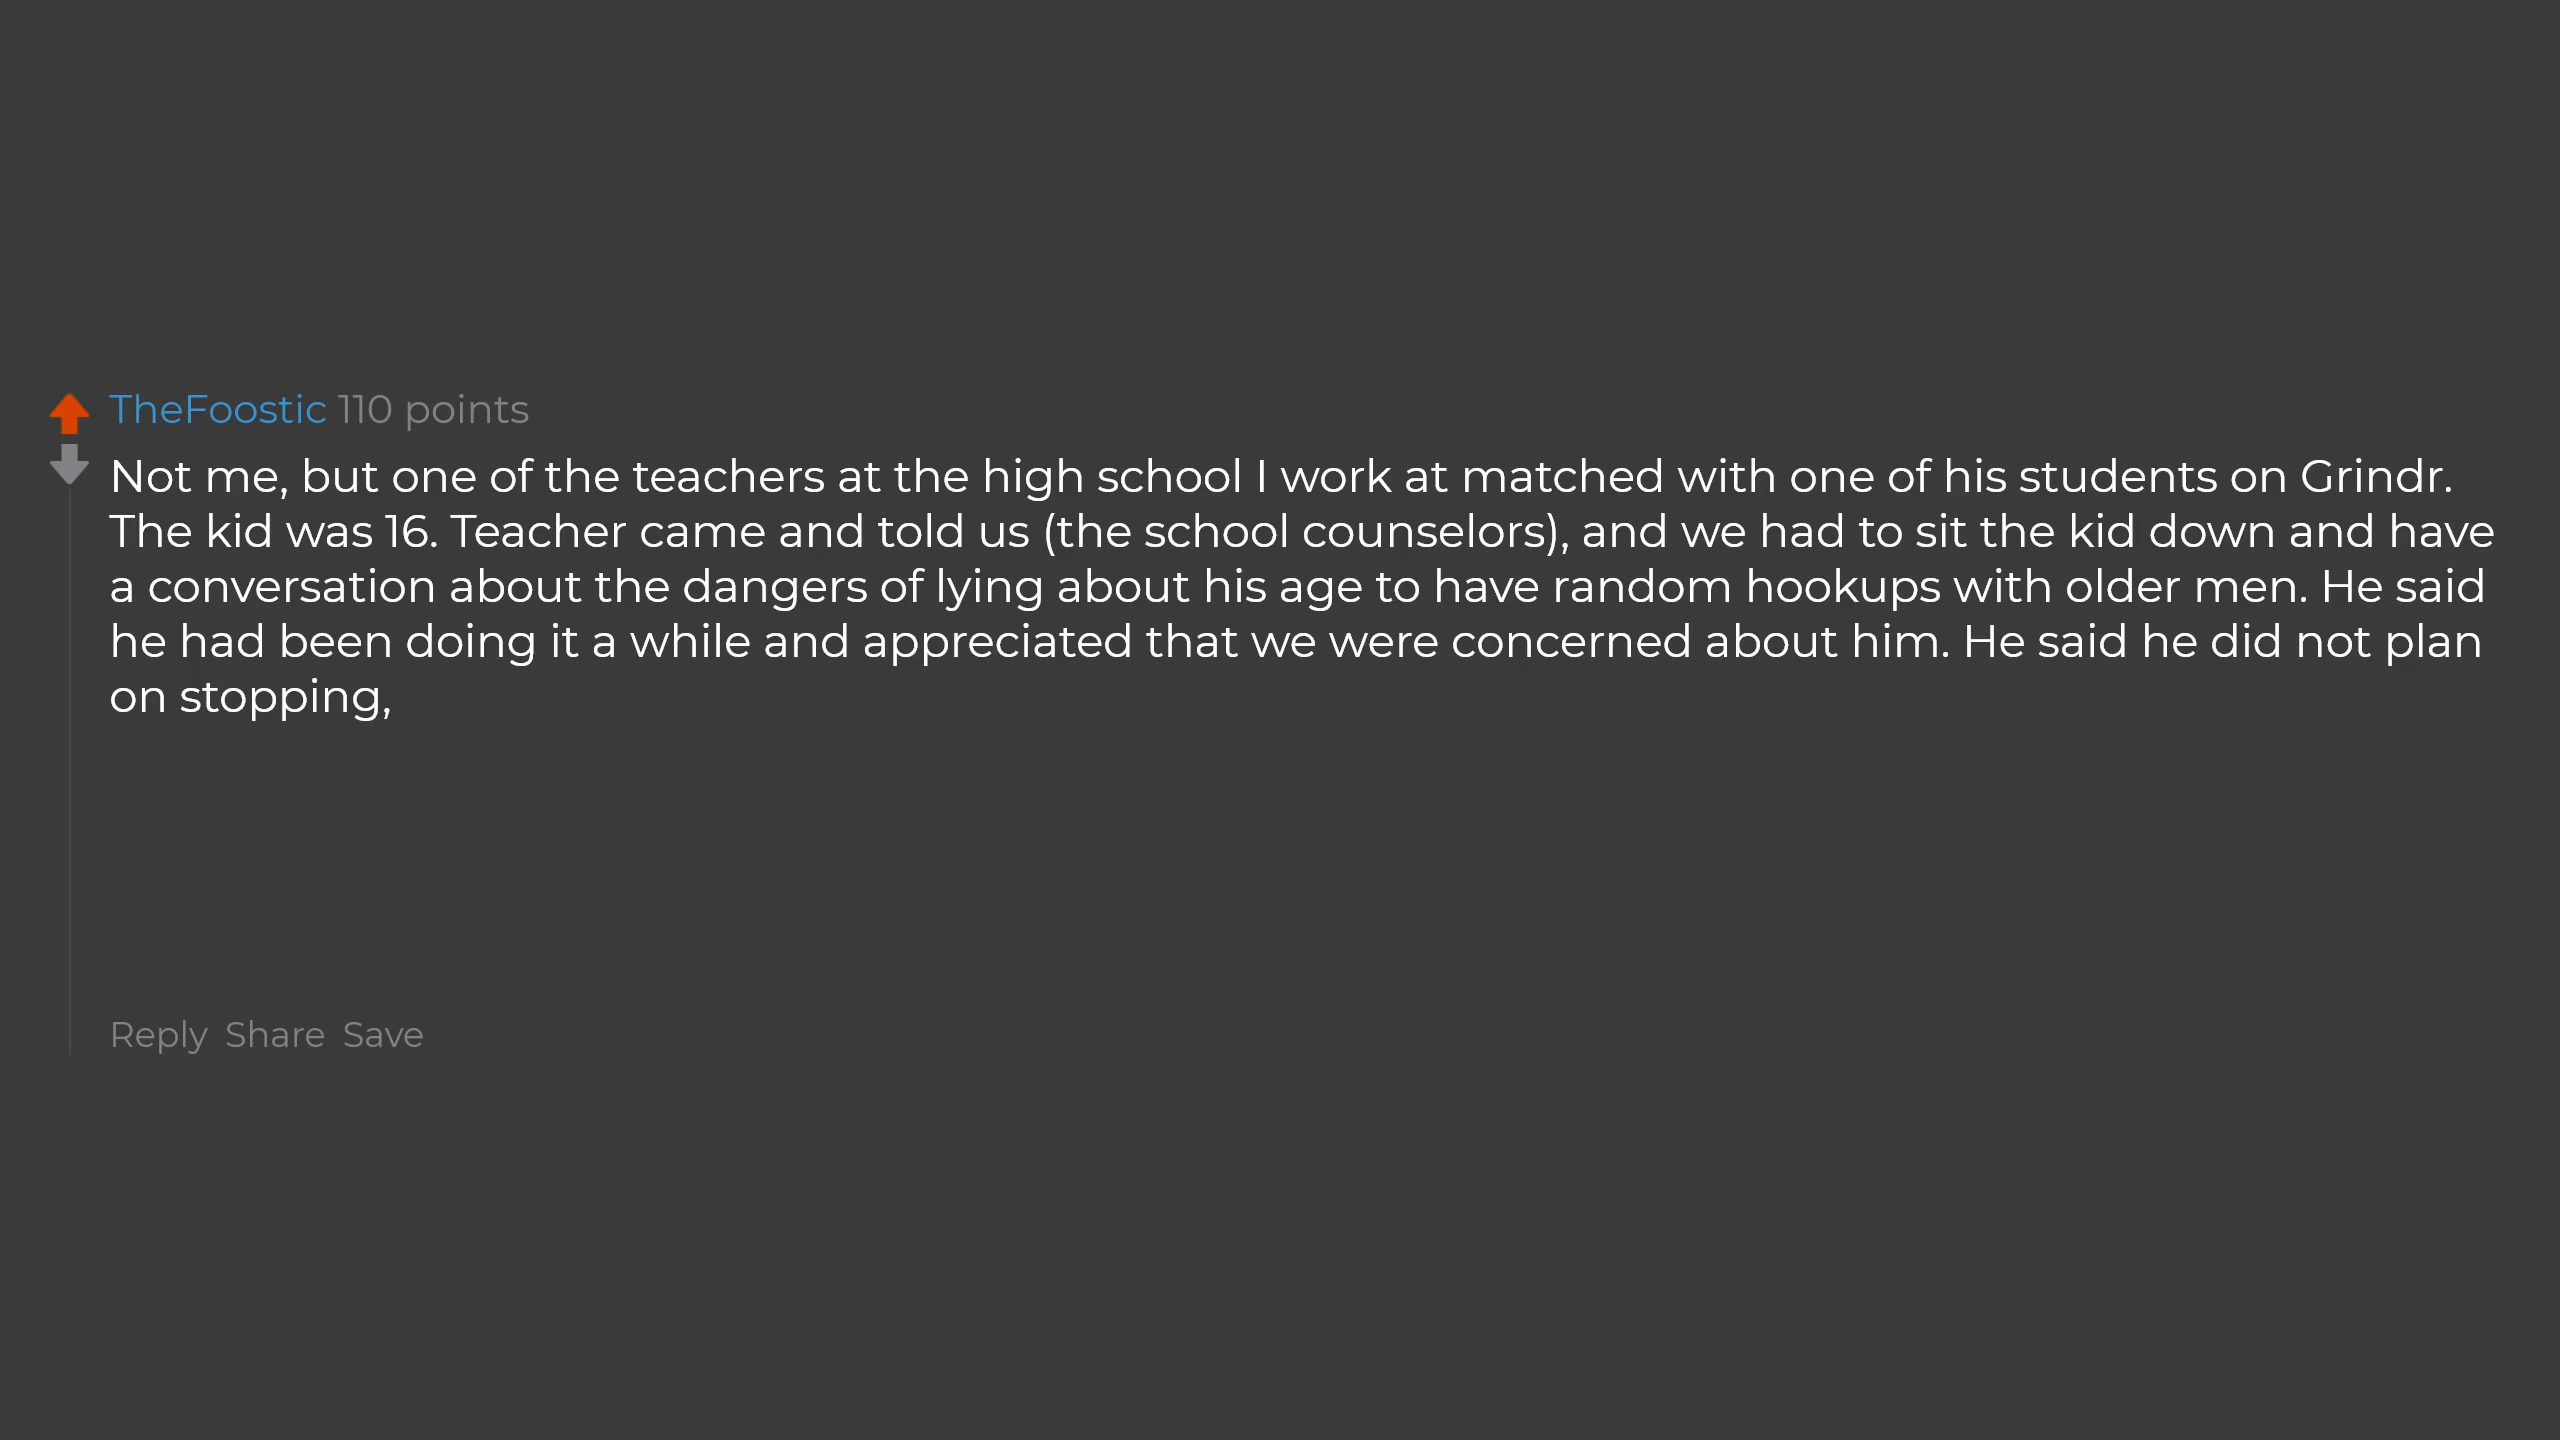 TheFoostic 110 points
Not me, but one of the teachers at the high school I work at matched with one of his students on Grindr.
The kid was 16. Teacher came and told us (the school counselors), and we had to sit the kid down and have
a conversation about the dangers of lying about his age to have random hookups with older men. He said
he had been doing it a while and appreciated that we were concerned about him. He said he did not plan
on stopping,
Reply Share Save